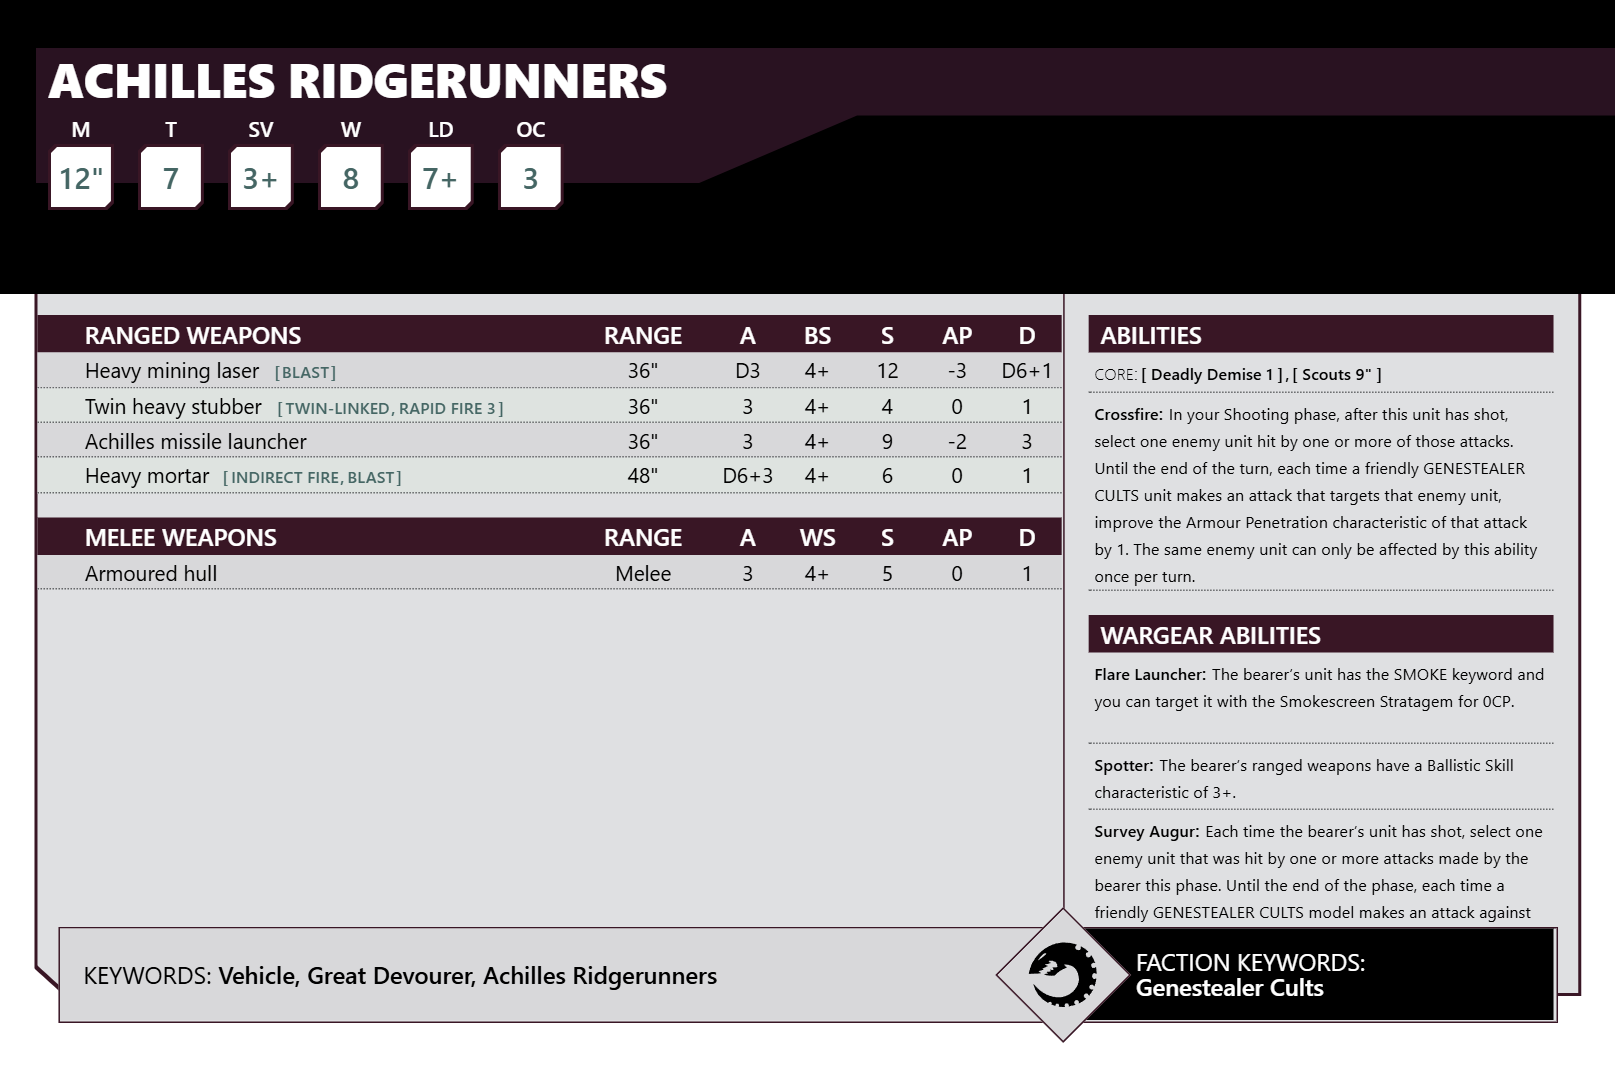 ACHILLES RIDGERUNNERS
M T SV W LD OC
12" 7 3+ 8 7+ 3
RANGED WEAPONS RANGE A BS S AP D
Heavy mining laser [BLAST] 36" D3 4+ 12 -3 D6+1
Twin heavy stubber [TWIN-LINKED, RAPID FIRE 3] 36" 3 4+ 4 0 1
Achilles missile launcher 36" 3 4+ 9 -2 3
Heavy mortar [INDIRECT FIRE, BLAST] 48" D6+3 4+ 6 0 1
MELEE WEAPONS RANGE A WS S AP D
Armoured hull Melee 3 4+ 5 0 1
ABILITIES
CORE: [ Deadly Demise 1 ] , [ Scouts 9" ]
Crossfire: In your Shooting phase, after this unit has shot,
select one enemy unit hit by one or more of those attacks.
Until the end of the turn, each time a friendly GENESTEALER
CULTS unit makes an attack that targets that enemy unit,
improve the Armour Penetration characteristic of that attack
by 1. The same enemy unit can only be affected by this ability
once per turn.
WARGEAR ABILITIES
Flare Launcher: The bearer's unit has the SMOKE keyword and
you can target it with the Smokescreen Stratagem for 0CP.
Spotter: The bearer's ranged weapons have a Ballistic Skill
characteristic of 3+.
Survey Augur: Each time the bearer's unit has shot, select one
enemy unit that was hit by one or more attacks made by the
bearer this phase. Until the end of the phase, each time a
friendly GENESTEALER CULTS model makes an attack against
KEYWORDS: Vehicle, Great Devourer, Achilles Ridgerunners
FACTION KEYWORDS:
Genestealer Cults